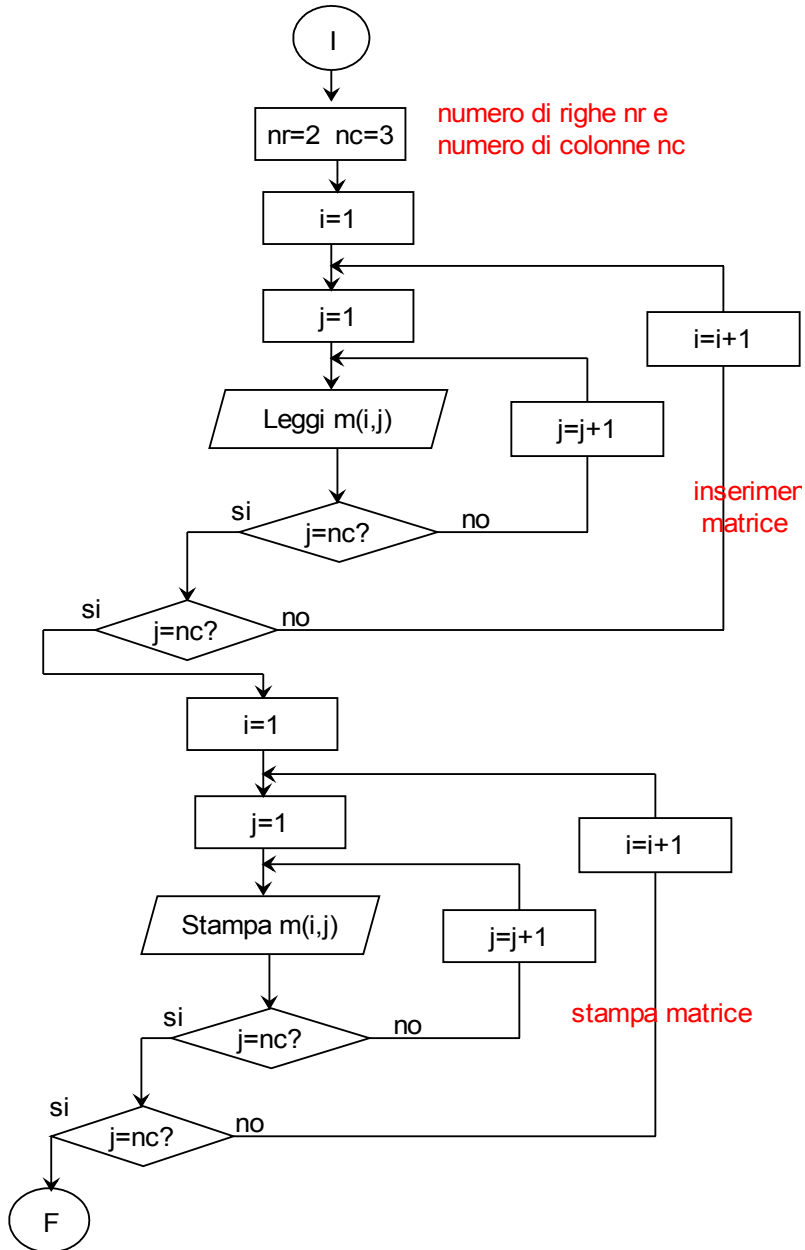 I
nr=2 nc=3
numero di righe nr e
numero di colonne nc
i=1
j=1
i=i+1
Leggi m(i,j)
j=j+1
inserimen
matrice
si
j=nc?
no
si
j=nc?
no
i=1
j=1
i=i+1
Stampa m(i,j)
j=j+1
stampa matrice
si
j=nc?
no
si
j=nc?
no
F